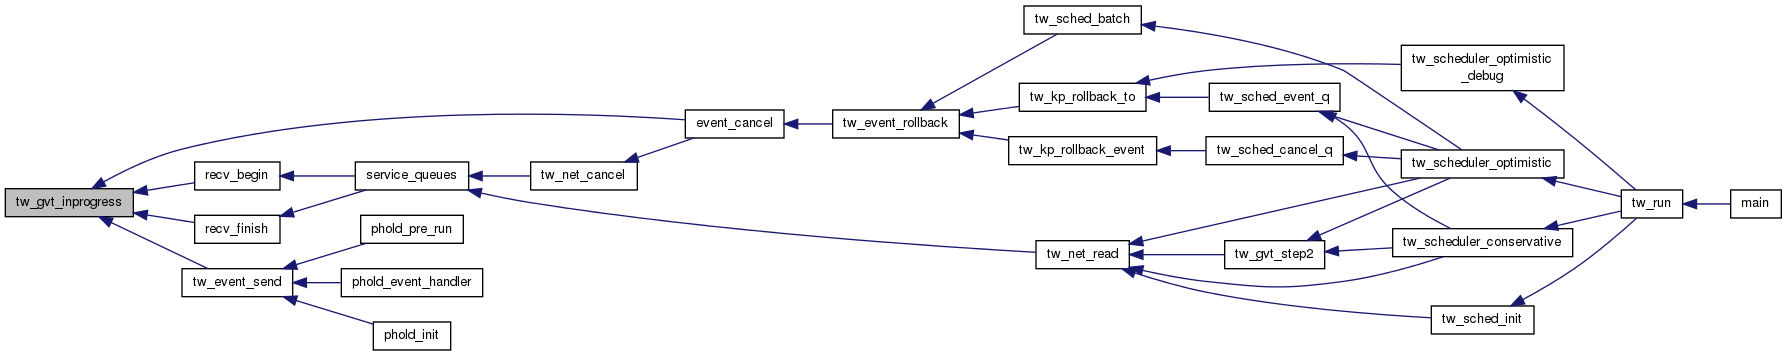 tw_sched_batch
tw_scheduler_optimistic
_debug
tw_kp_rollback_to
tw_sched_event_q
event_cancel
tw_event_rollback
tw_kp_rollback_event
tw_sched_cancel_q
tw_scheduler_optimistic
recv_begin
service_queues
tw_net_cancel
tw_gvt_inprogress
tw_run
main
recv_finish
phold_pre_run
tw_scheduler_conservative
tw_net_read
tw_gvt_step2
tw_event_send
phold_event_handler
tw_sched_init
phold_init